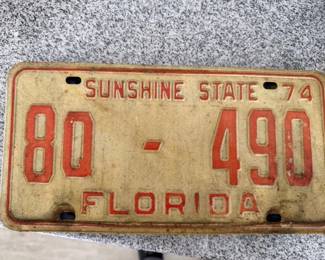 SUNSHINE STATE 74
80 - 490
FLORIDA